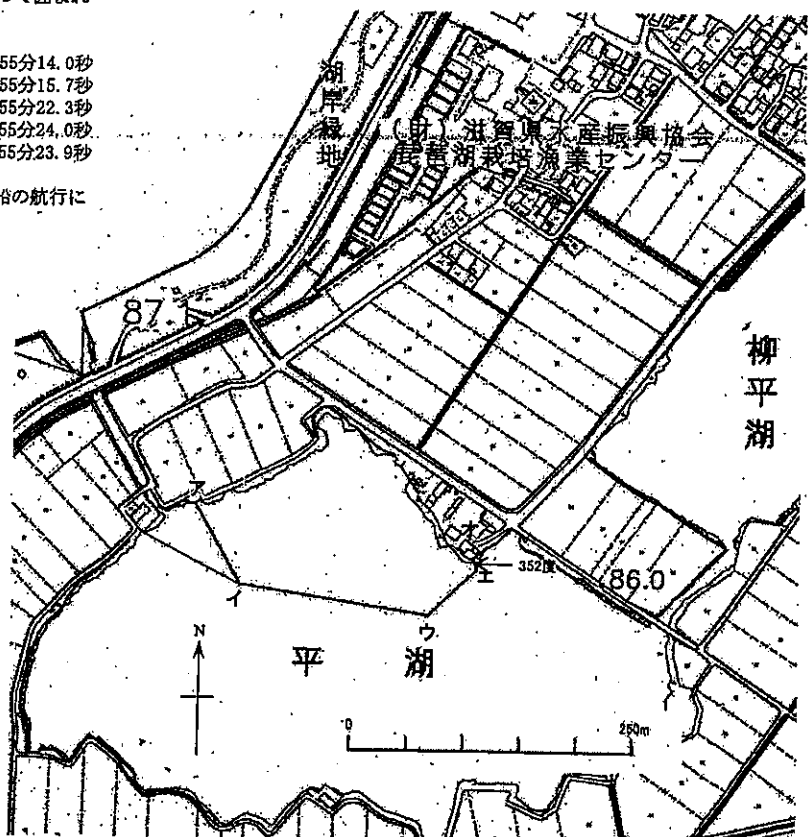 55分14.0秒
55分15.7秒
55分22.3秒
55分24.0秒
55分23.9秒
船の航行に
湖岸緑地
(財)滋賀県水産振興協会
琵琶湖栽培漁業センター
87.1
柳平湖
ア
オ
エ
352度
86.0
イ
ウ
N
平湖
0
250m